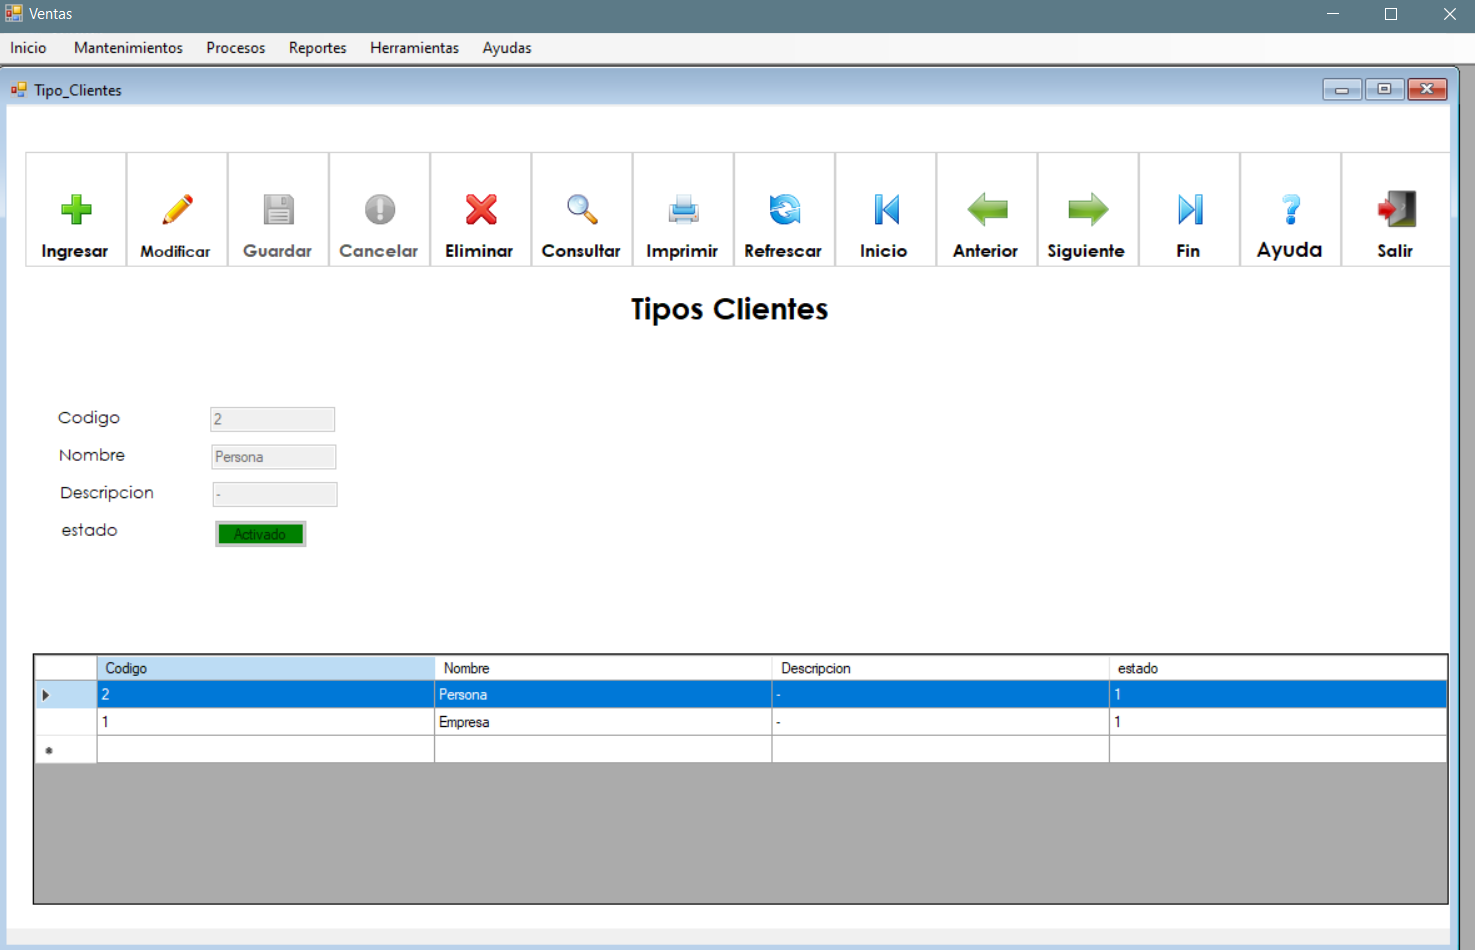 Ventas
Inicio Mantenimientos Procesos Reportes Herramientas Ayudas
Tipo_Clientes
Ingresar Modificar Guardar Cancelar Eliminar Consultar Imprimir Refrescar Inicio Anterior Siguiente Fin Ayuda Salir
Tipos Clientes
Codigo 2
Nombre Persona
Descripcion -
estado Activado
Codigo Nombre Descripcion estado
2 Persona - 1
1 Empresa - 1